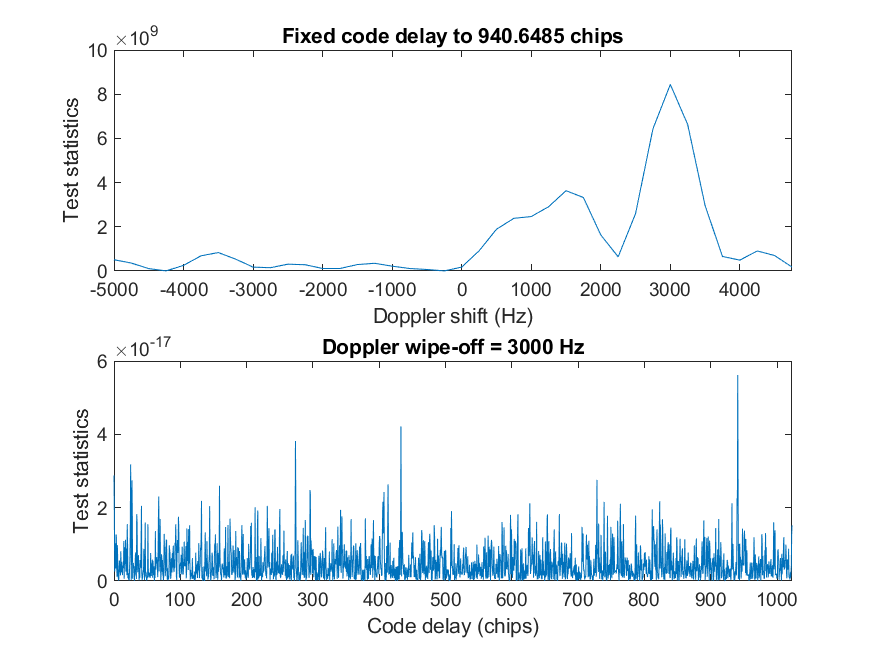 ×10^9
Fixed code delay to 940.6485 chips
10
8
6
4
2
0
Test statistics
-5000 -4000 -3000 -2000 -1000 0 1000 2000 3000 4000
Doppler shift (Hz)
×10^-17
Doppler wipe-off = 3000 Hz
6
4
2
0
Test statistics
0 100 200 300 400 500 600 700 800 900 1000
Code delay (chips)